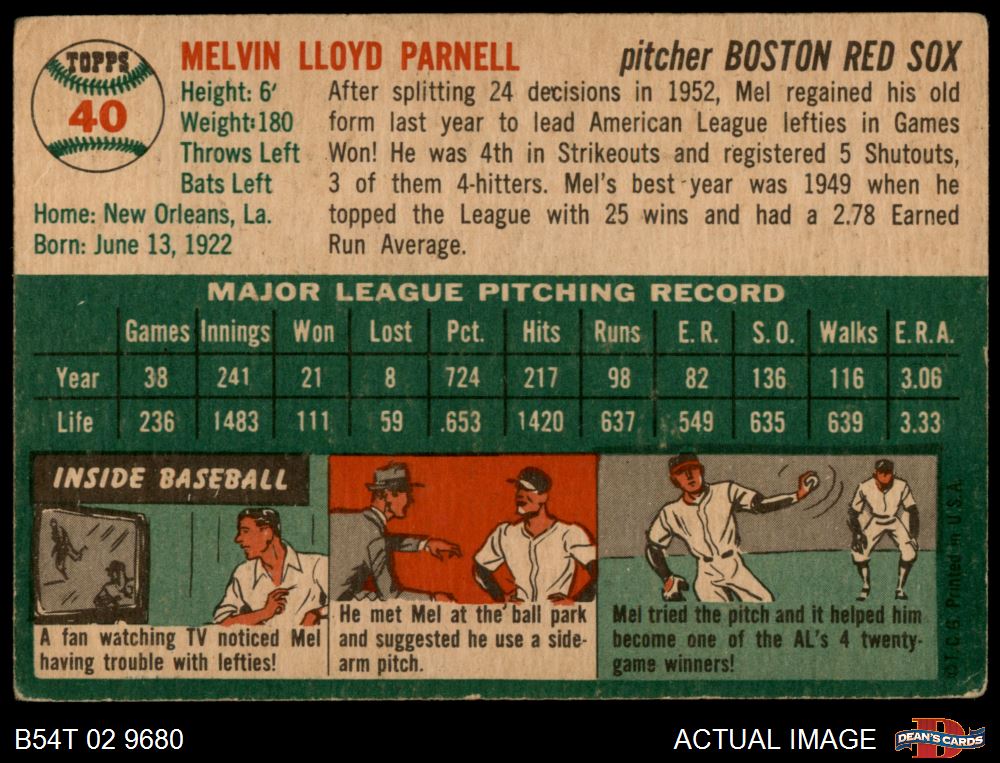 TOPPS
40
MELVIN LLOYD PARNELL
pitcher BOSTON RED SOX
Height: 6'
Weight: 180
Throws Left
Bats Left
Home: New Orleans, La.
Born: June 13, 1922
After splitting 24 decisions in 1952, Mel regained his old
form last year to lead American League lefties in Games
Won! He was 4th in Strikeouts and registered 5 Shutouts,
3 of them 4-hitters. Mel's best year was 1949 when he
topped the League with 25 wins and had a 2.78 Earned
Run Average.
MAJOR LEAGUE PITCHING RECORD
Games Innings Won Lost Pct. Hits Runs E. R. S. O. Walks E.R.A.
Year 38 241 21 8 724 217 98 82 136 116 3.06
Life 236 1483 111 59 .653 1420 637 549 635 639 3.33
INSIDE BASEBALL
A fan watching TV noticed Mel
having trouble with lefties!
He met Mel at the ball park
and suggested he use a side-
arm pitch.
Mel tried the pitch and it helped him
become one of the AL's 4 twenty-
game winners!
©T.C.G. Printed in U.S.A.
B54T 02 9680
ACTUAL IMAGE
DEAN'S CARDS